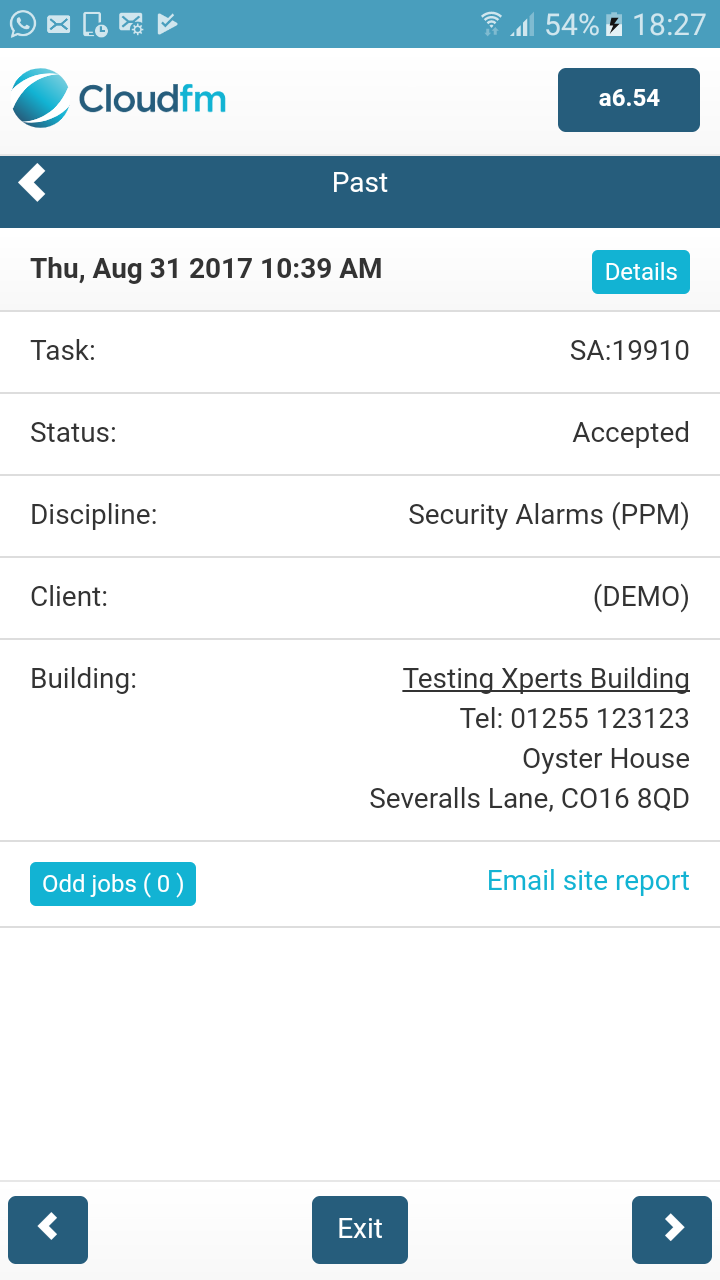 54% 18:27
Cloudfm
a6.54
Past
Thu, Aug 31 2017 10:39 AM
Details
Task: SA:19910
Status: Accepted
Discipline: Security Alarms (PPM)
Client: (DEMO)
Building: Testing Xperts Building
Tel: 01255 123123
Oyster House
Severalls Lane, CO16 8QD
Odd jobs ( 0 ) Email site report
Exit